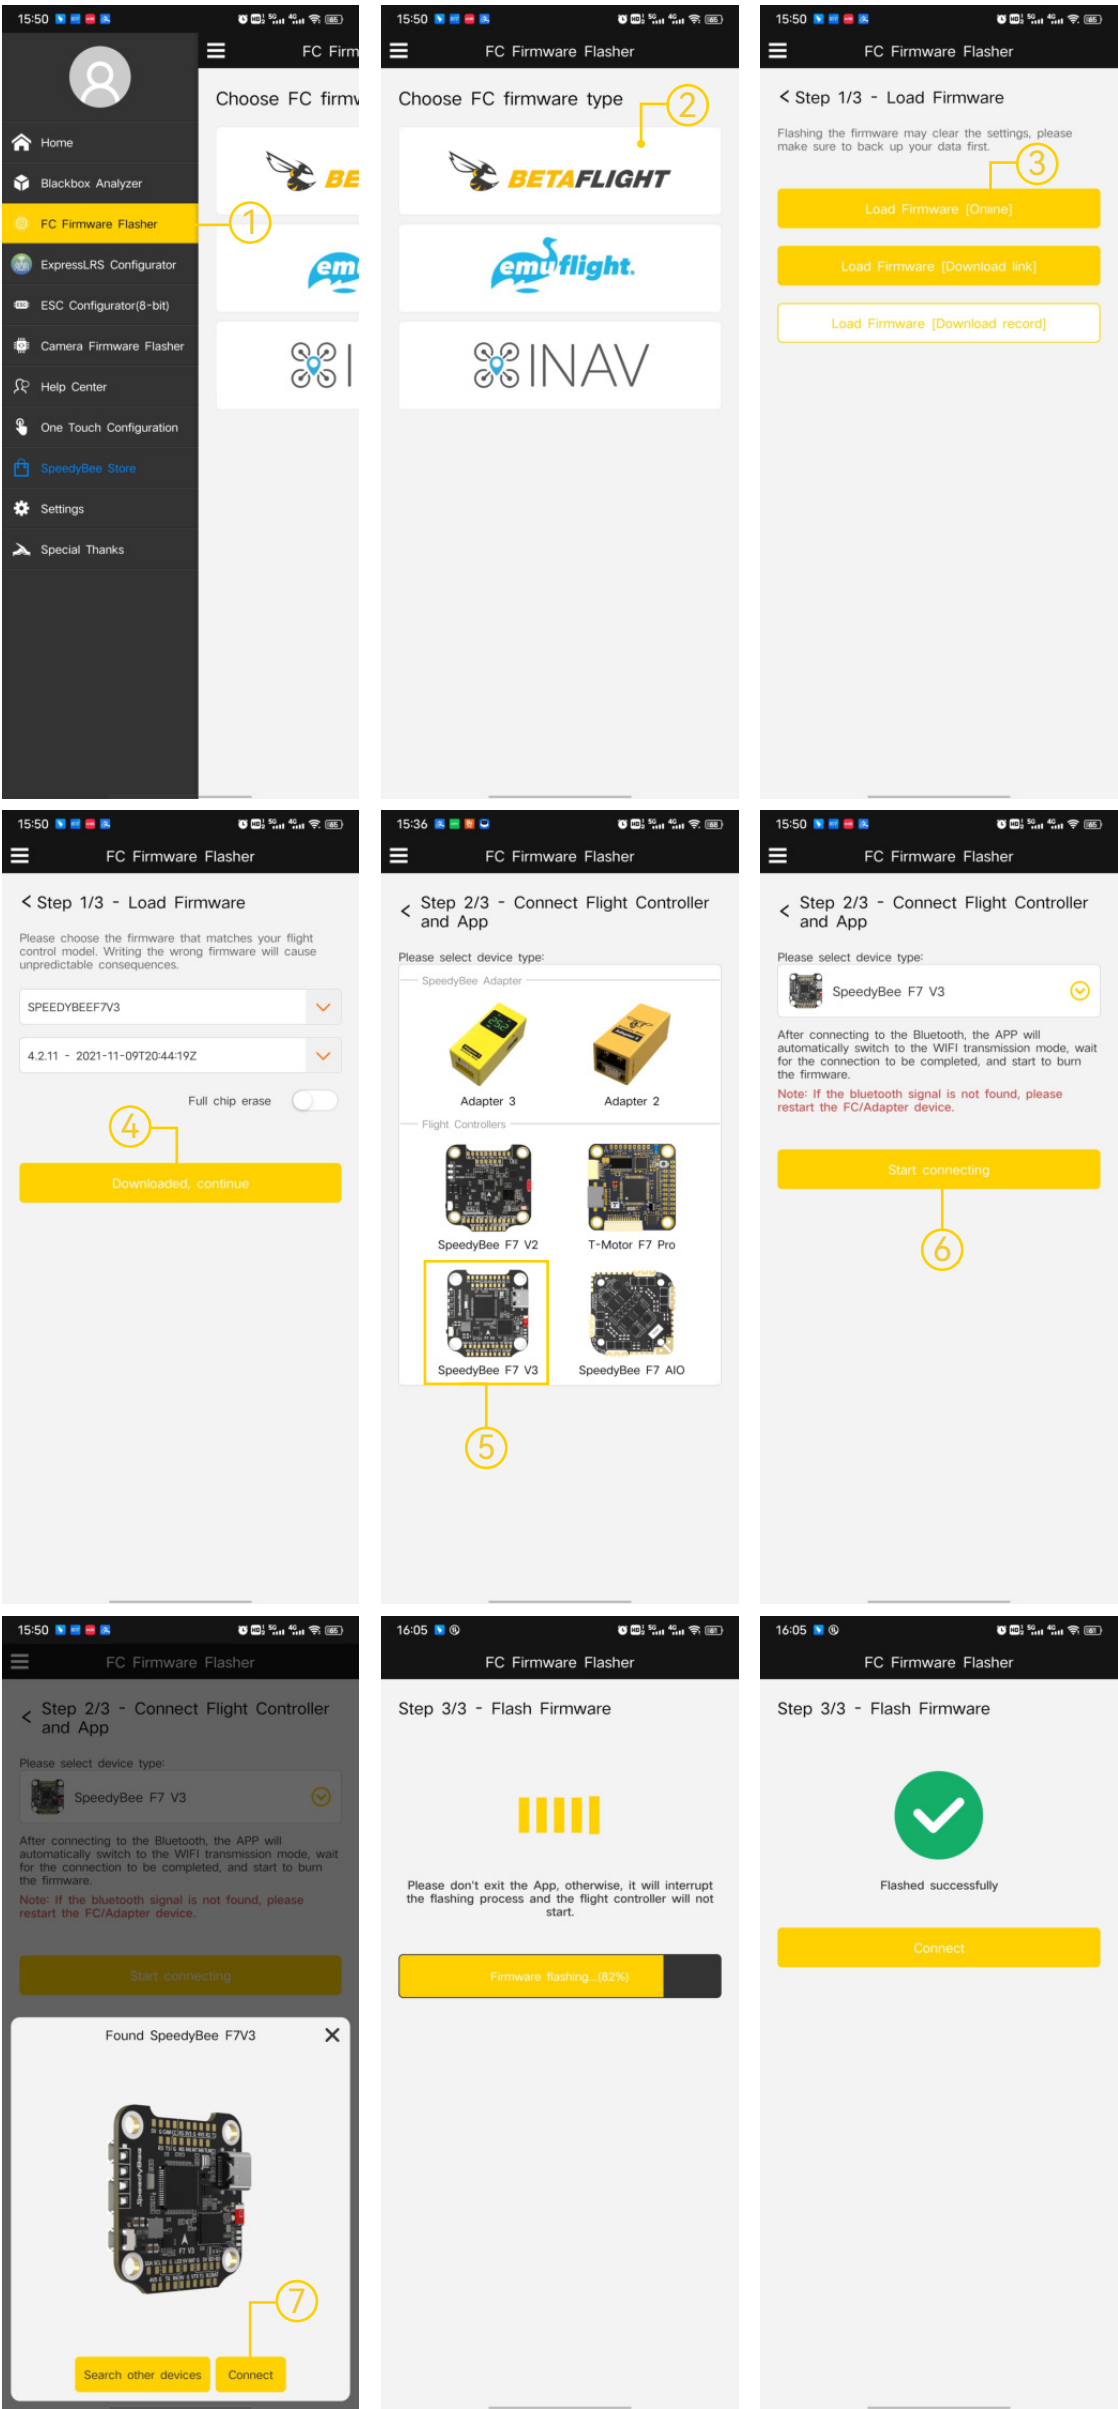 15:50
Home
Blackbox Analyzer
FC Firmware Flasher
ExpressLRS Configurator
ESC Configurator(8-bit)
Camera Firmware Flasher
Help Center
One Touch Configuration
SpeedyBee Store
Settings
Special Thanks
FC Firm
Choose FC firmw
BE
emu
I
1
15:50
FC Firmware Flasher
Choose FC firmware type
2
BETAFLIGHT
emuflight.
INAV
15:50
FC Firmware Flasher
< Step 1/3 - Load Firmware
Flashing the firmware may clear the settings, please
make sure to back up your data first.
3
Load Firmware [Online]
Load Firmware [Download link]
Load Firmware [Download record]
15:50
FC Firmware Flasher
< Step 1/3 - Load Firmware
Please choose the firmware that matches your flight
control model. Writing the wrong firmware will cause
unpredictable consequences.
SPEEDYBEEF7V3
4.2.11 - 2021-11-09T20:44:19Z
Full chip erase
4
Downloaded, continue
15:36
FC Firmware Flasher
< Step 2/3 - Connect Flight Controller
and App
Please select device type:
SpeedyBee Adapter
Adapter 3
Adapter 2
Flight Controllers
SpeedyBee F7 V2
T-Motor F7 Pro
SpeedyBee F7 V3
SpeedyBee F7 AIO
5
15:50
FC Firmware Flasher
< Step 2/3 - Connect Flight Controller
and App
Please select device type:
SpeedyBee F7 V3
After connecting to the Bluetooth, the APP will
automatically switch to the WIFI transmission mode, wait
for the connection to be completed, and start to burn
the firmware.
Note: If the bluetooth signal is not found, please
restart the FC/Adapter device.
Start connecting
6
15:50
FC Firmware Flasher
< Step 2/3 - Connect Flight Controller
and App
Please select device type:
SpeedyBee F7 V3
After connecting to the Bluetooth, the APP will
automatically switch to the WIFI transmission mode, wait
for the connection to be completed, and start to burn
the firmware.
Note: If the bluetooth signal is not found, please
restart the FC/Adapter device.
Start connecting
Found SpeedyBee F7V3
SpeedyBee
F7 V3
7
Search other devices
Connect
16:05
FC Firmware Flasher
Step 3/3 - Flash Firmware
Please don't exit the App, otherwise, it will interrupt
the flashing process and the flight controller will not
start.
Firmware flashing...(82%)
16:05
FC Firmware Flasher
Step 3/3 - Flash Firmware
Flashed successfully
Connect